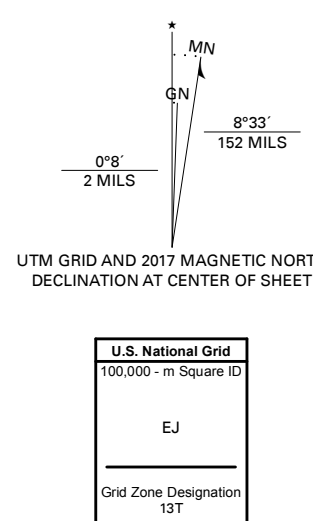 MN
GN
8°33´
152 MILS
0°8´
2 MILS
UTM GRID AND 2017 MAGNETIC NORT
DECLINATION AT CENTER OF SHEET
U.S. National Grid
100,000 - m Square ID
EJ
Grid Zone Designation
13T